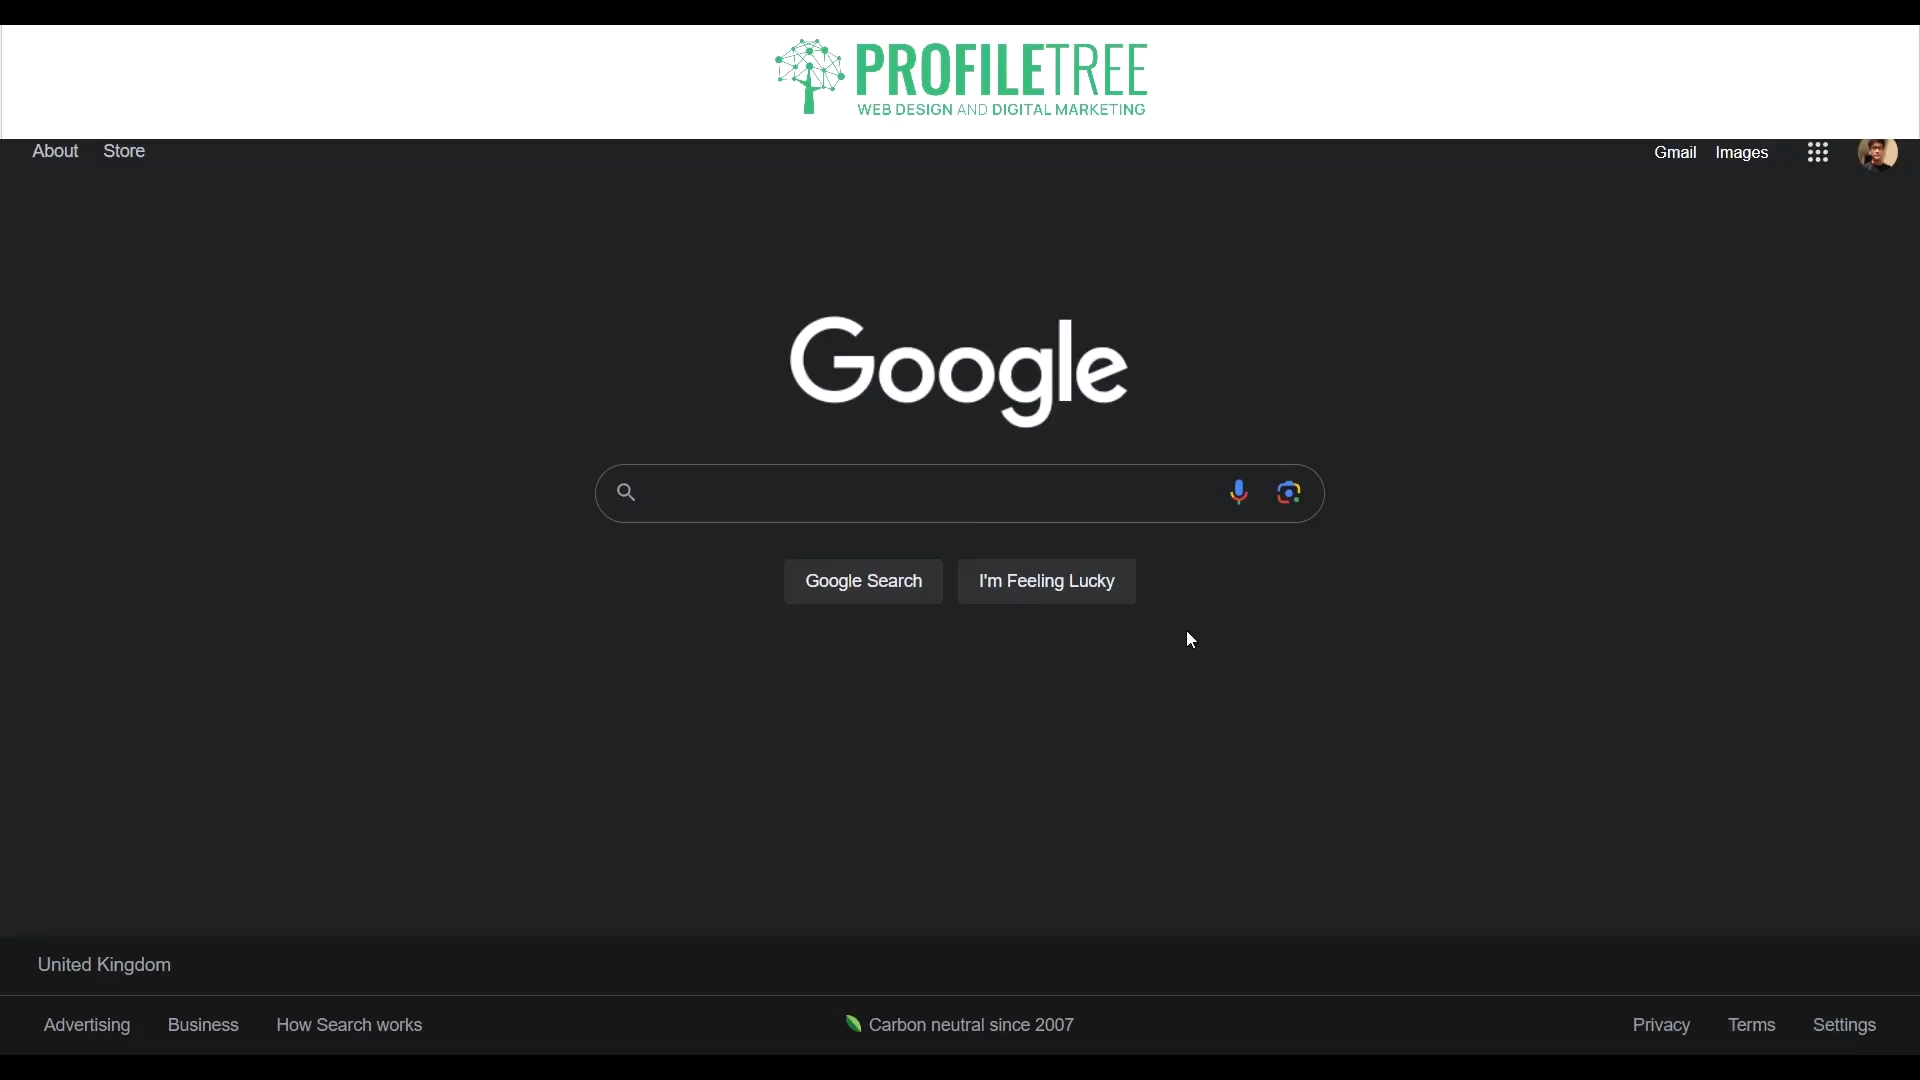 PROFILETREE
WEB DESIGN AND DIGITAL MARKETING
About Store Gmail Images
Google
Google Search I'm Feeling Lucky
United Kingdom
Advertising Business How Search works Carbon neutral since 2007 Privacy Terms Settings